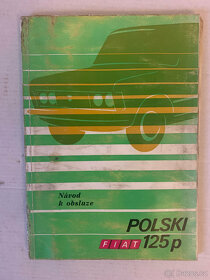 Návod
k obsluze
POLSKI
FIAT 125p